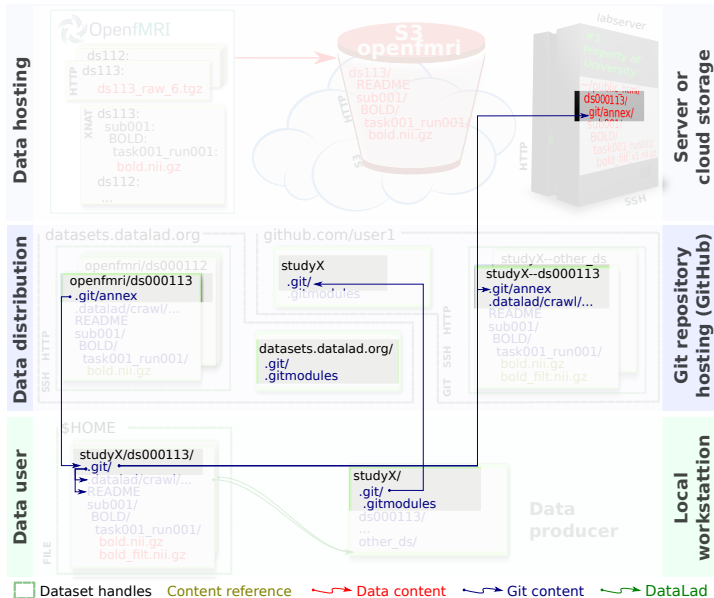 Data hosting
OpenfMRI
ds112:
ds113:
ds113_raw_6.tgz
HTTP
XNAT
ds113:
sub001:
BOLD:
task001_run001:
bold.nii.gz
ds112:
...
S3
openfmri
ds113/
README
sub001/
BOLD/
task001_run001/
bold.nii.gz
HTTP
S3
labserver
Property of
University
ds000113/
.git/annex/
BOLD/
task001_run001
HTTP
SSH
Server or
cloud storage
Data distribution
datasets.datalad.org
openfmri/ds000112
openfmri/ds000113
.git/annex
.datalad/crawl/...
README
sub001/
BOLD/
task001_run001/
bold.nii.gz
SSH HTTP
github.com/user1
studyX
.git/
.gitmodules
datasets.datalad.org/
.git/
.gitmodules
studyX--other_ds
studyX--ds000113
.git/annex
.datalad/crawl/...
README
sub001/
BOLD/
task001_run001/
bold.nii.gz
bold_filt.nii.gz
GIT SSH HTTP
Git repository
hosting (GitHub)
Data user
$HOME
studyX/ds000113/
.git/
.datalad/crawl/...
README
sub001/
BOLD/
task001_run001/
bold.nii.gz
bold_filt.nii.gz
FILE
studyX/
.git/
.gitmodules
ds000113/
...
other_ds/
Data
producer
Local
workstattion
Dataset handles
Content reference
Data content
Git content
DataLad